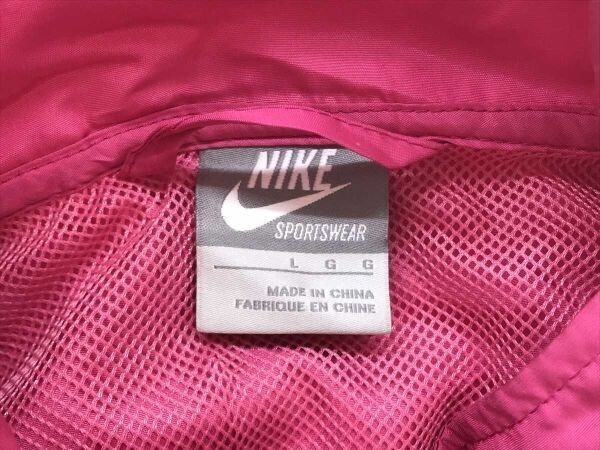 NIKE
SPORTSWEAR
L G G
MADE IN CHINA
FABRIQUE EN CHINE